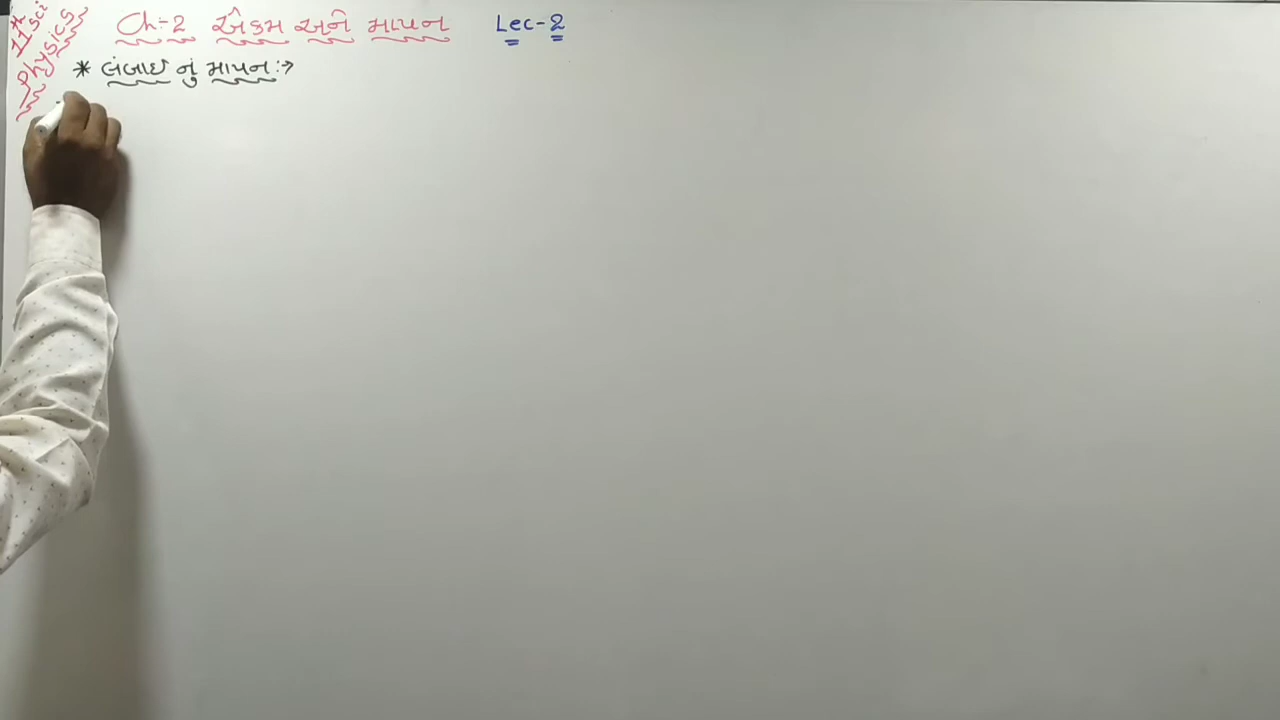 * 11 sci
Physics
Ch:-2 એકમ અને માપન Lec-2
* લંબાઈ નું માપન :->